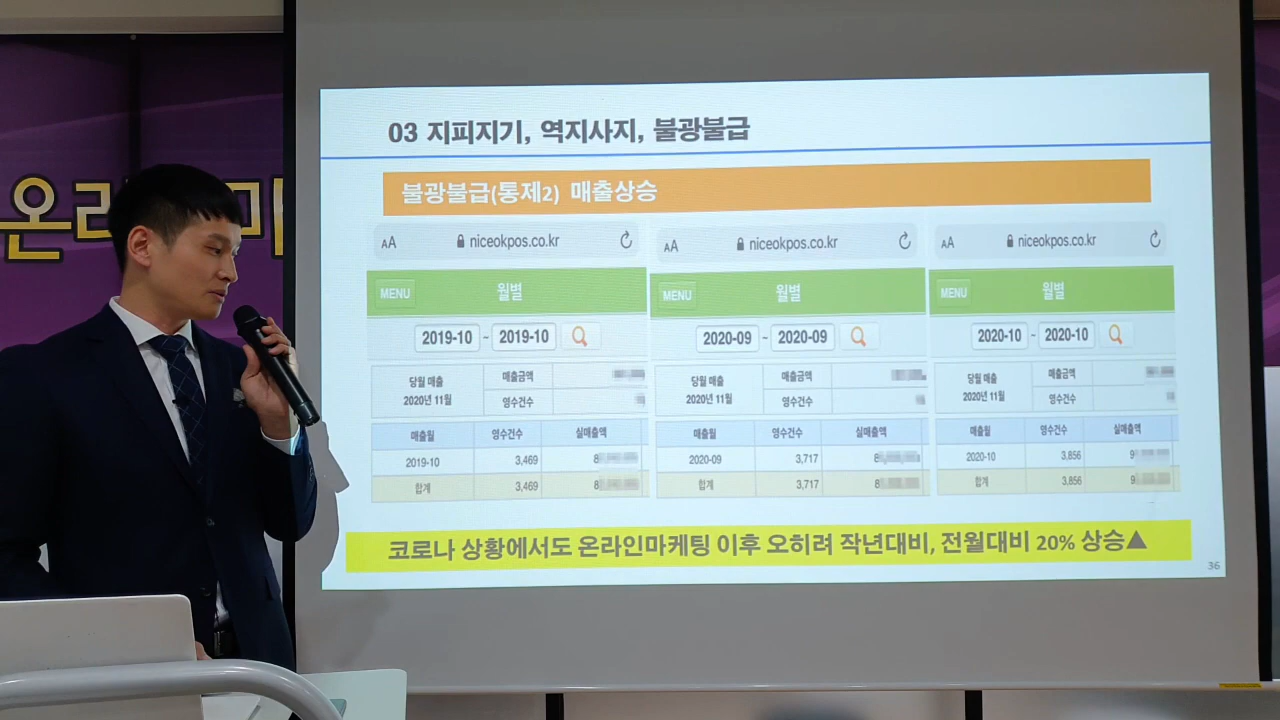 온라 마
03 지피지기, 역지사지, 불광불급
불광불급(통제2) 매출상승
AA niceokpos.co.kr
MENU 월별
2019-10 ~ 2019-10
당월 매출 2020년 11월 매출금액
영수건수
매출월 영수건수 실매출액
2019-10 3,469 8
합계 3,469 8
AA niceokpos.co.kr
MENU 월별
2020-09 ~ 2020-09
당월 매출 2020년 11월 매출금액
영수건수
매출월 영수건수 실매출액
2020-09 3,717 8
합계 3,717 8
AA niceokpos.co.kr
MENU 월별
2020-10 ~ 2020-10
당월 매출 2020년 11월 매출금액
영수건수
매출월 영수건수 실매출액
2020-10 3,856 9
합계 3,856 9
코로나 상황에서도 온라인마케팅 이후 오히려 작년대비, 전월대비 20% 상승▲
36